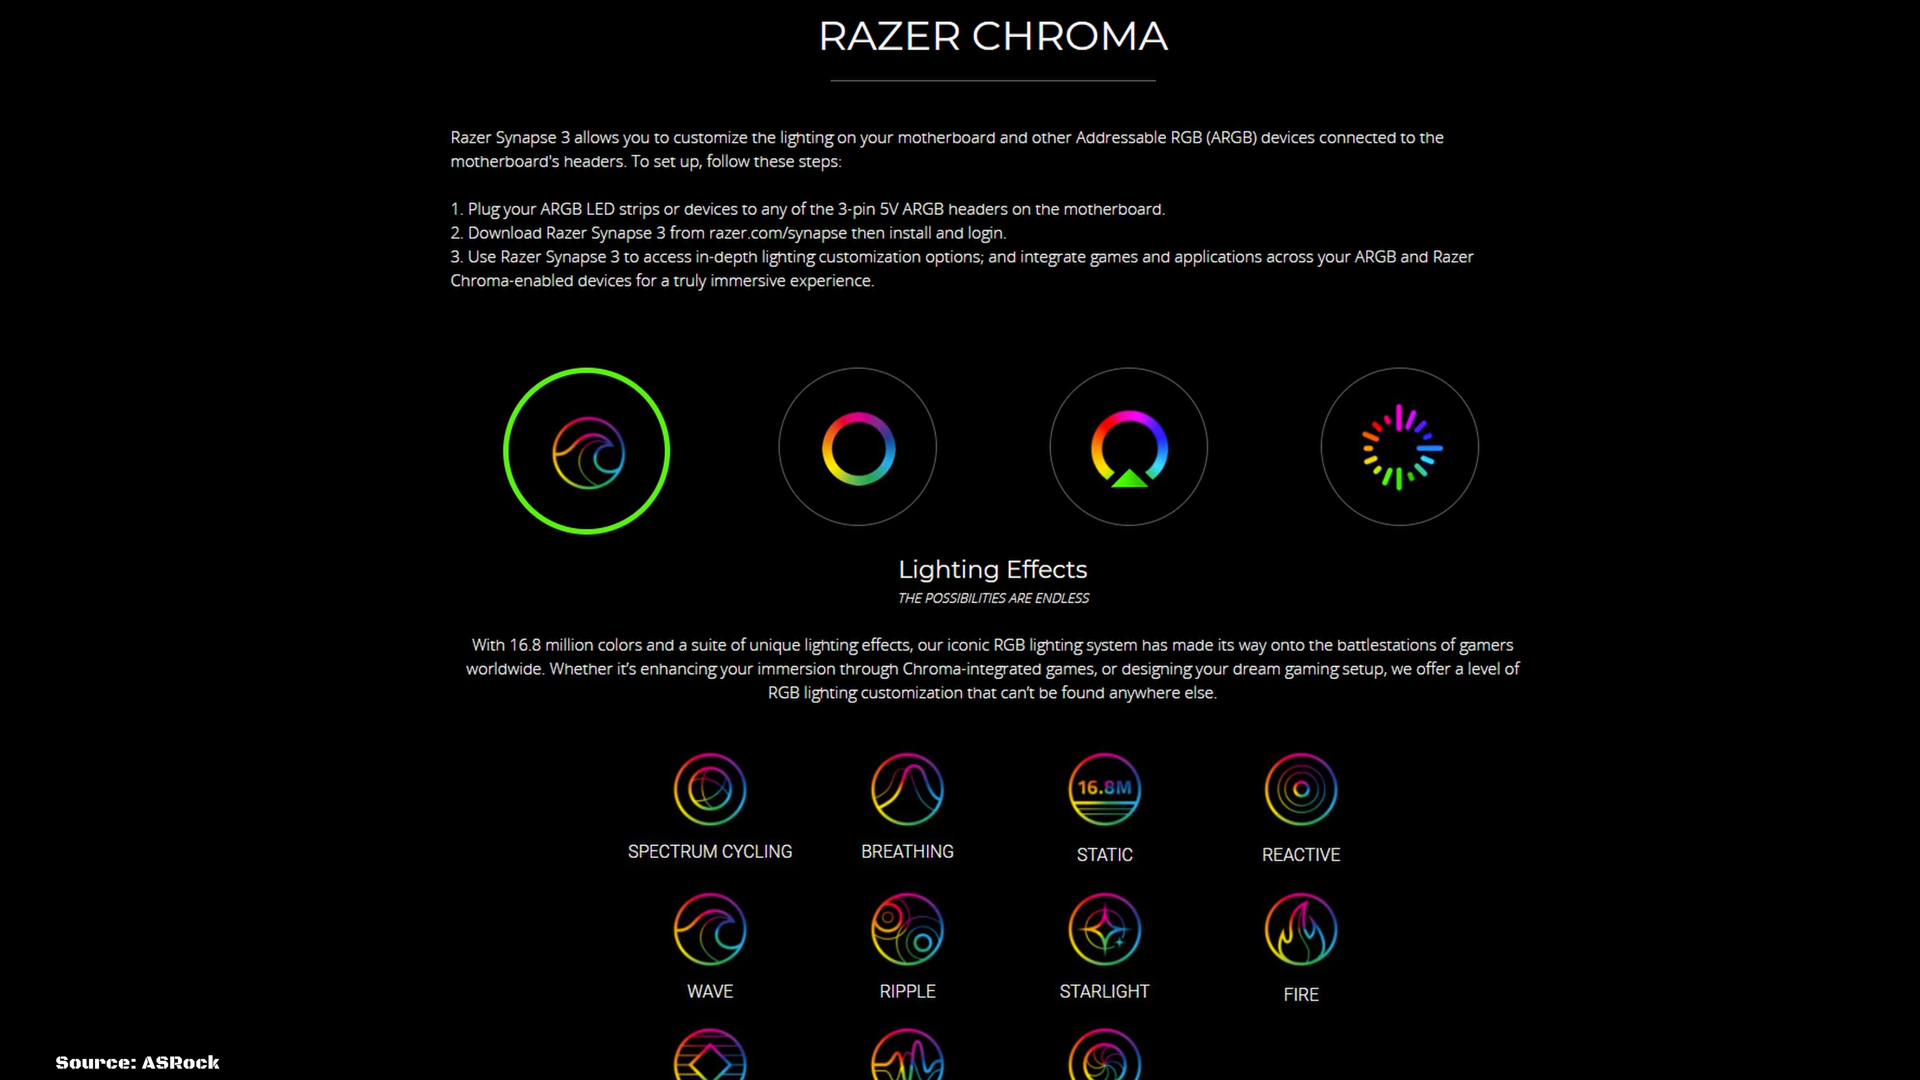 RAZER CHROMA
Razer Synapse 3 allows you to customize the lighting on your motherboard and other Addressable RGB (ARGB) devices connected to the
motherboard's headers. To set up, follow these steps:
1. Plug your ARGB LED strips or devices to any of the 3-pin 5V ARGB headers on the motherboard.
2. Download Razer Synapse 3 from razer.com/synapse then install and login.
3. Use Razer Synapse 3 to access in-depth lighting customization options; and integrate games and applications across your ARGB and Razer
Chroma-enabled devices for a truly immersive experience.
Lighting Effects
THE POSSIBILITIES ARE ENDLESS
With 16.8 million colors and a suite of unique lighting effects, our iconic RGB lighting system has made its way onto the battlestations of gamers
worldwide. Whether it’s enhancing your immersion through Chroma-integrated games, or designing your dream gaming setup, we offer a level of
RGB lighting customization that can’t be found anywhere else.
16.8M
SPECTRUM CYCLING
BREATHING
STATIC
REACTIVE
WAVE
RIPPLE
STARLIGHT
FIRE
Source: ASRock